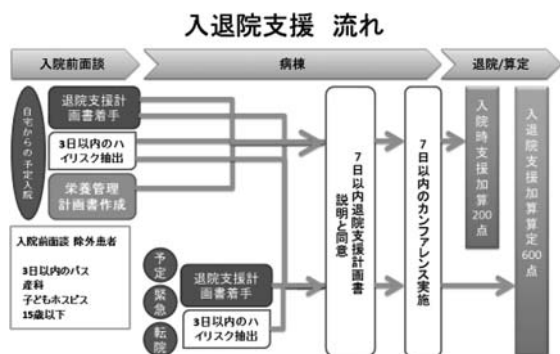 入退院支援 流れ
入院前面談
病棟
退院/算定
自宅からの予定入院
退院支援計
画書着手
3日以内のハ
イリスク抽出
栄養管理
計画書作成
入院前面談 除外患者
3日以内のパス
産科
子どもホスピス
15歳以下
予定
緊急
転院
退院支援計
画書着手
3日以内のハ
イリスク抽出
7日以内退院支援計画書
説明と同意
7日以内のカンファレンス実施
入院時支援加算200点
入退院支援加算算定600点